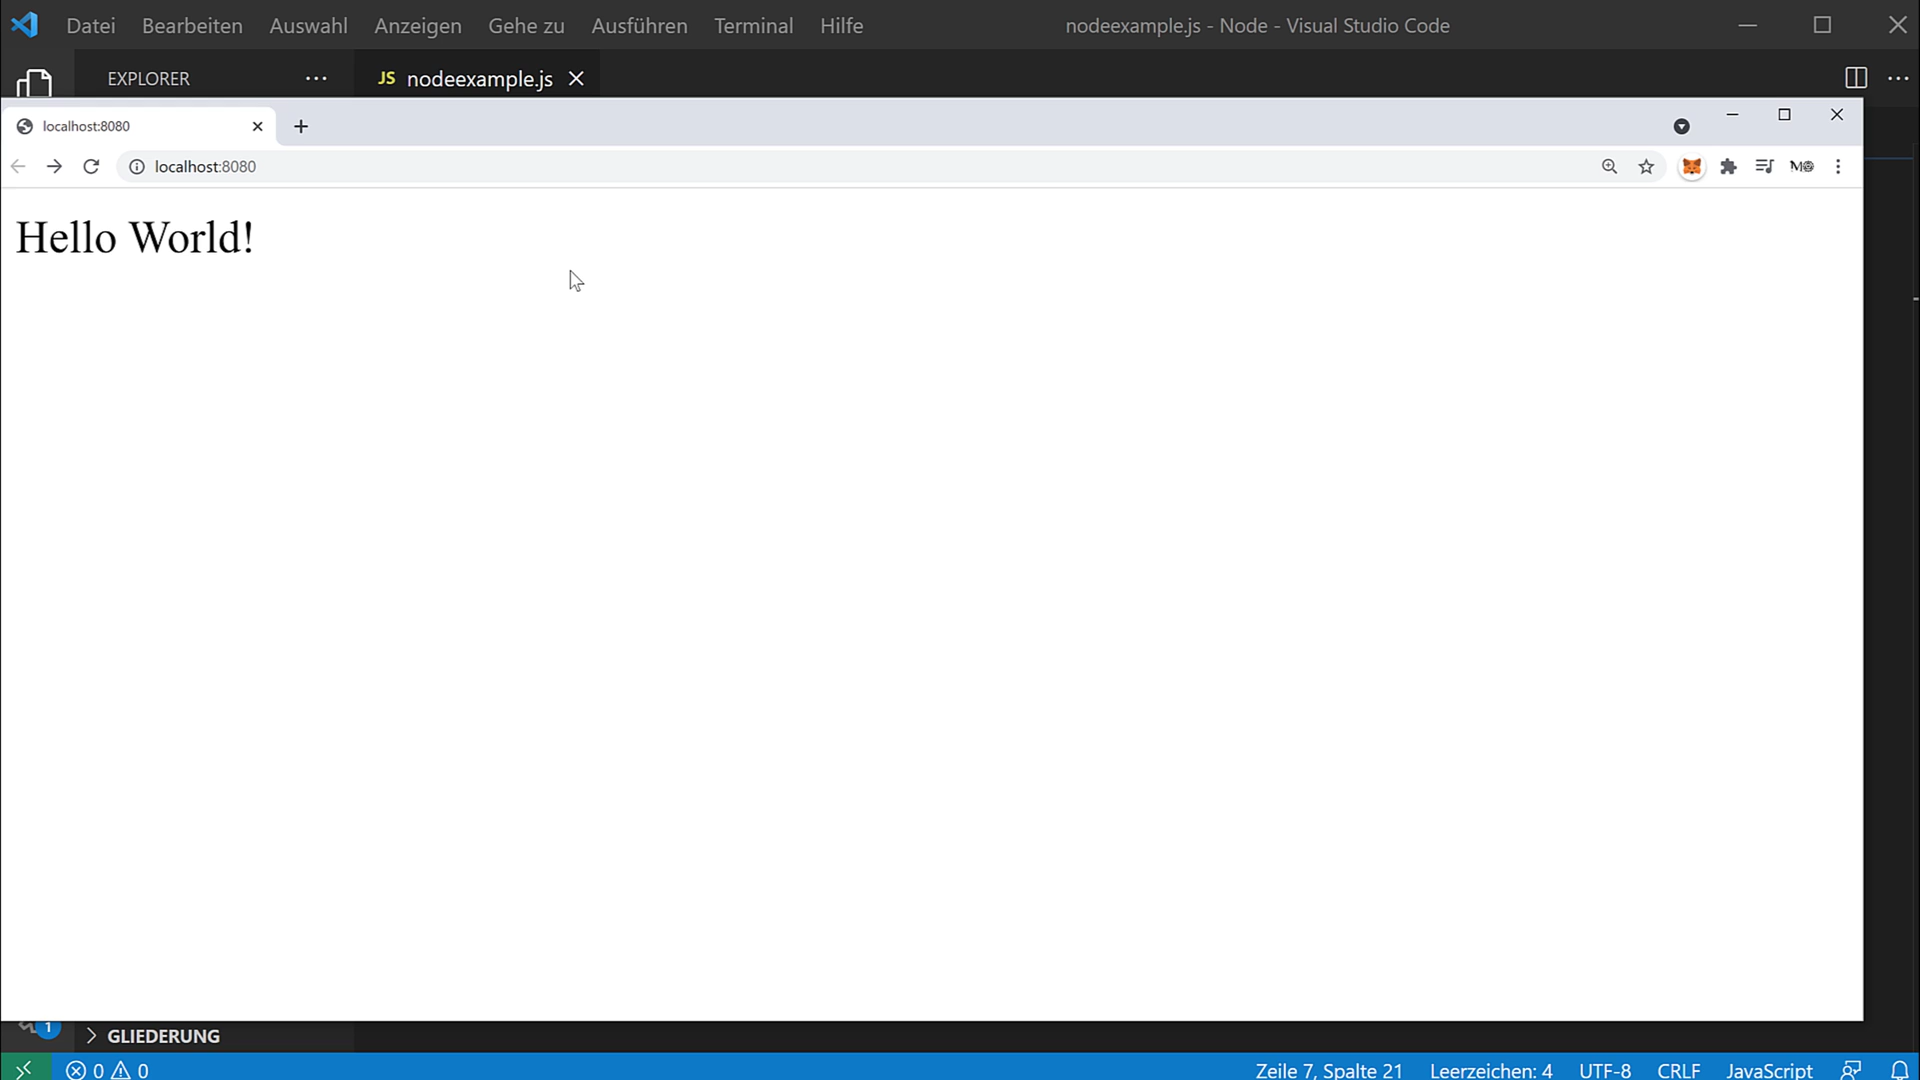 Datei Bearbeiten Auswahl Anzeigen Gehe zu Ausführen Terminal Hilfe nodeexample.js - Node - Visual Studio Code
EXPLORER ··· JS nodeexample.js
localhost:8080
localhost:8080
Hello World!
1
GLIEDERUNG
0 0 Zeile 7, Spalte 21 Leerzeichen: 4 UTF-8 CRLF JavaScript